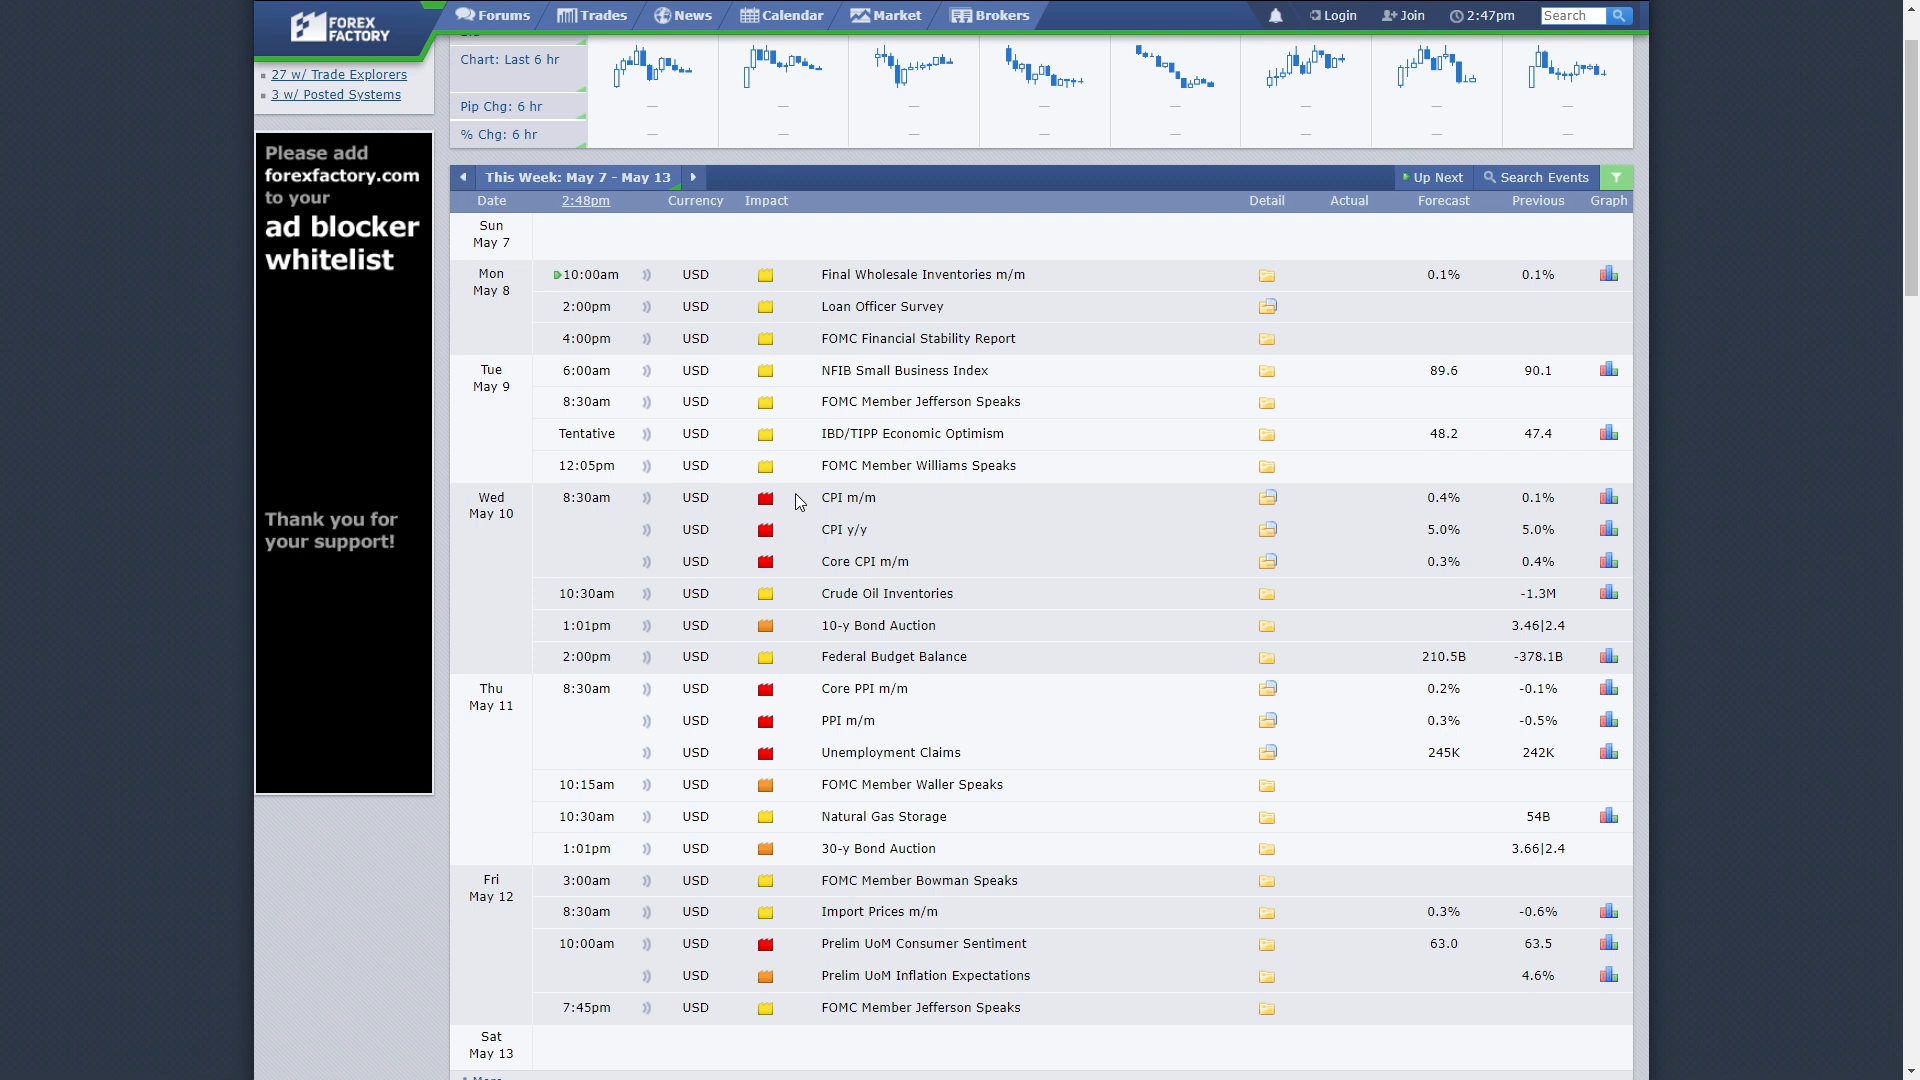 FOREX FACTORY
Forums Trades News Calendar Market Brokers Login Join 2:47pm Search
27 w/ Trade Explorers
3 w/ Posted Systems
Please add
forexfactory.com
to your
ad blocker
whitelist
Thank you for
your support!
Chart: Last 6 hr
Pip Chg: 6 hr — — — — — — — —
% Chg: 6 hr — — — — — — — —
This Week: May 7 - May 13 Up Next Search Events
Date 2:48pm Currency Impact Detail Actual Forecast Previous Graph
Sun
May 7
Mon
May 8
10:00am USD Final Wholesale Inventories m/m 0.1% 0.1%
2:00pm USD Loan Officer Survey
4:00pm USD FOMC Financial Stability Report
Tue
May 9
6:00am USD NFIB Small Business Index 89.6 90.1
8:30am USD FOMC Member Jefferson Speaks
Tentative USD IBD/TIPP Economic Optimism 48.2 47.4
12:05pm USD FOMC Member Williams Speaks
Wed
May 10
8:30am USD CPI m/m 0.4% 0.1%
USD CPI y/y 5.0% 5.0%
USD Core CPI m/m 0.3% 0.4%
10:30am USD Crude Oil Inventories -1.3M
1:01pm USD 10-y Bond Auction 3.46|2.4
2:00pm USD Federal Budget Balance 210.5B -378.1B
Thu
May 11
8:30am USD Core PPI m/m 0.2% -0.1%
USD PPI m/m 0.3% -0.5%
USD Unemployment Claims 245K 242K
10:15am USD FOMC Member Waller Speaks
10:30am USD Natural Gas Storage 54B
1:01pm USD 30-y Bond Auction 3.66|2.4
Fri
May 12
3:00am USD FOMC Member Bowman Speaks
8:30am USD Import Prices m/m 0.3% -0.6%
10:00am USD Prelim UoM Consumer Sentiment 63.0 63.5
USD Prelim UoM Inflation Expectations 4.6%
7:45pm USD FOMC Member Jefferson Speaks
Sat
May 13